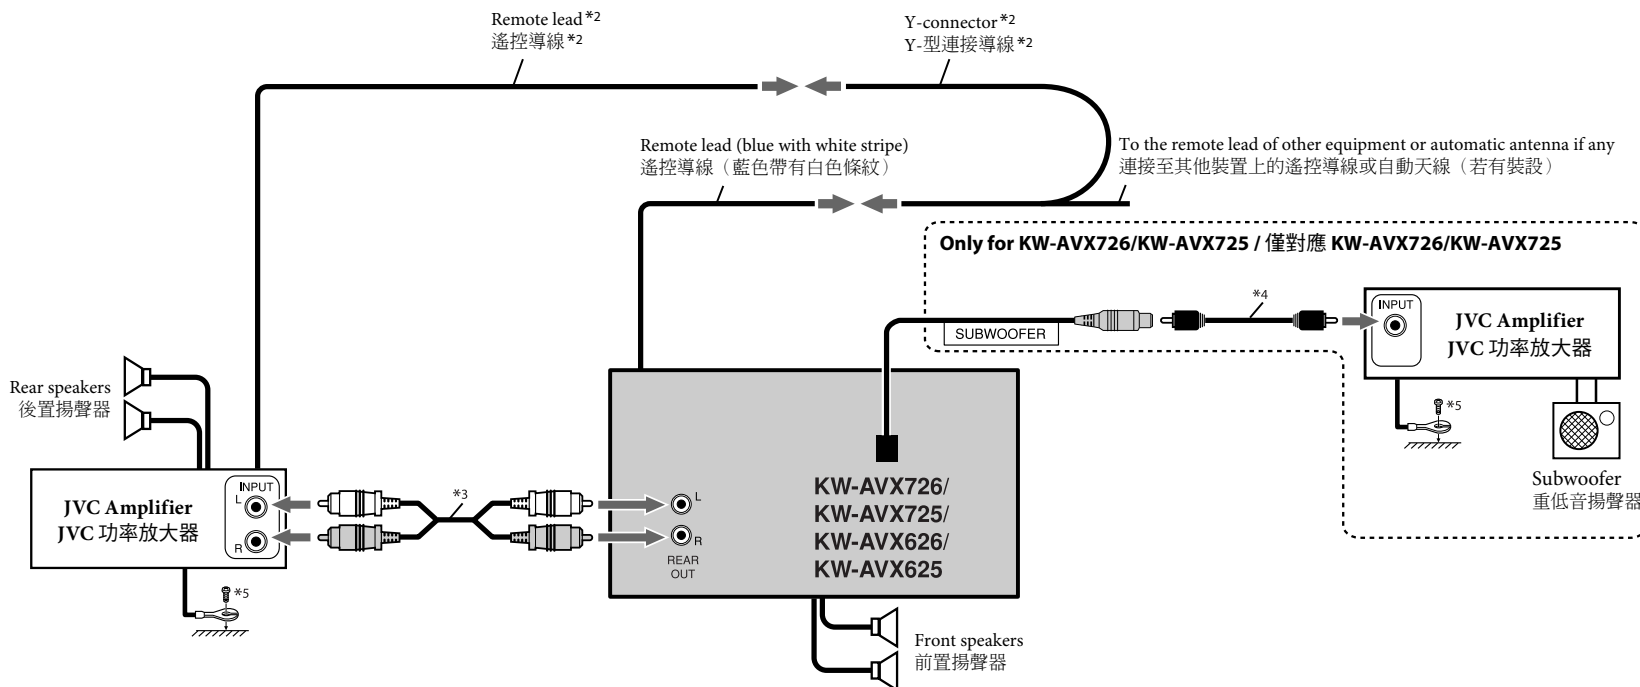 Remote lead *2
遙控導線 *2
Y-connector *2
Y-型連接導線 *2
Remote lead (blue with white stripe)
遙控導線（藍色帶有白色條紋）
To the remote lead of other equipment or automatic antenna if any
連接至其他裝置上的遙控導線或自動天線（若有裝設）
Only for KW-AVX726/KW-AVX725 / 僅對應 KW-AVX726/KW-AVX725
SUBWOOFER
*4
INPUT
JVC Amplifier
JVC 功率放大器
*5
Subwoofer
重低音揚聲器
Rear speakers
後置揚聲器
JVC Amplifier
JVC 功率放大器
INPUT
L
R
*5
*3
L
R
REAR
OUT
KW-AVX726/
KW-AVX725/
KW-AVX626/
KW-AVX625
Front speakers
前置揚聲器